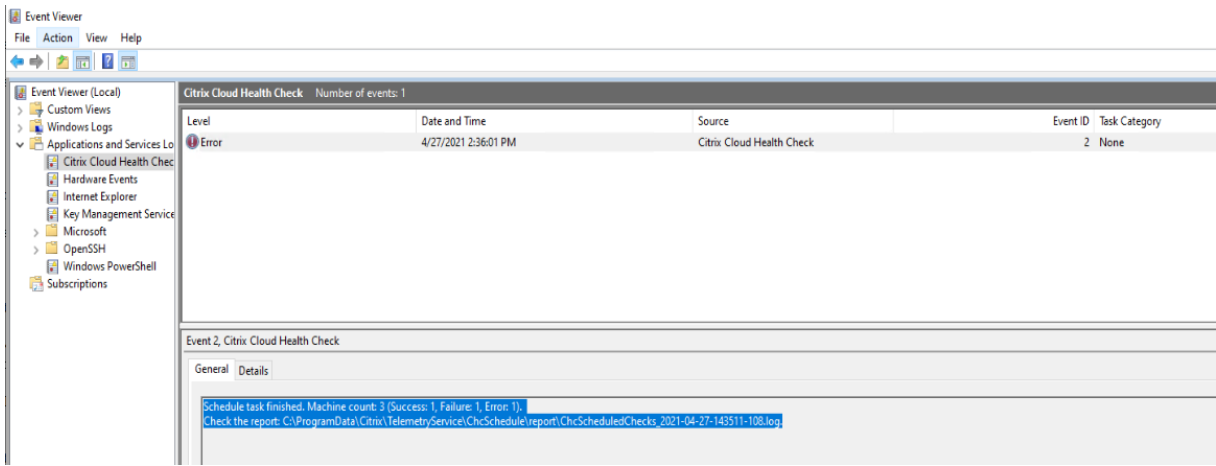 Event Viewer
File Action View Help
Event Viewer (Local)
Custom Views
Windows Logs
Applications and Services Lo
Citrix Cloud Health Chec
Hardware Events
Internet Explorer
Key Management Service
Microsoft
OpenSSH
Windows PowerShell
Subscriptions
Citrix Cloud Health Check Number of events: 1
Level Date and Time Source Event ID Task Category
Error 4/27/2021 2:36:01 PM Citrix Cloud Health Check 2 None
Event 2, Citrix Cloud Health Check
General Details
Schedule task finished. Machine count: 3 (Success: 1, Failure: 1, Error: 1).
Check the report: C:\ProgramData\Citrix\TelemetryService\ChcSchedule\report\ChcScheduledChecks_2021-04-27-143511-108.log.